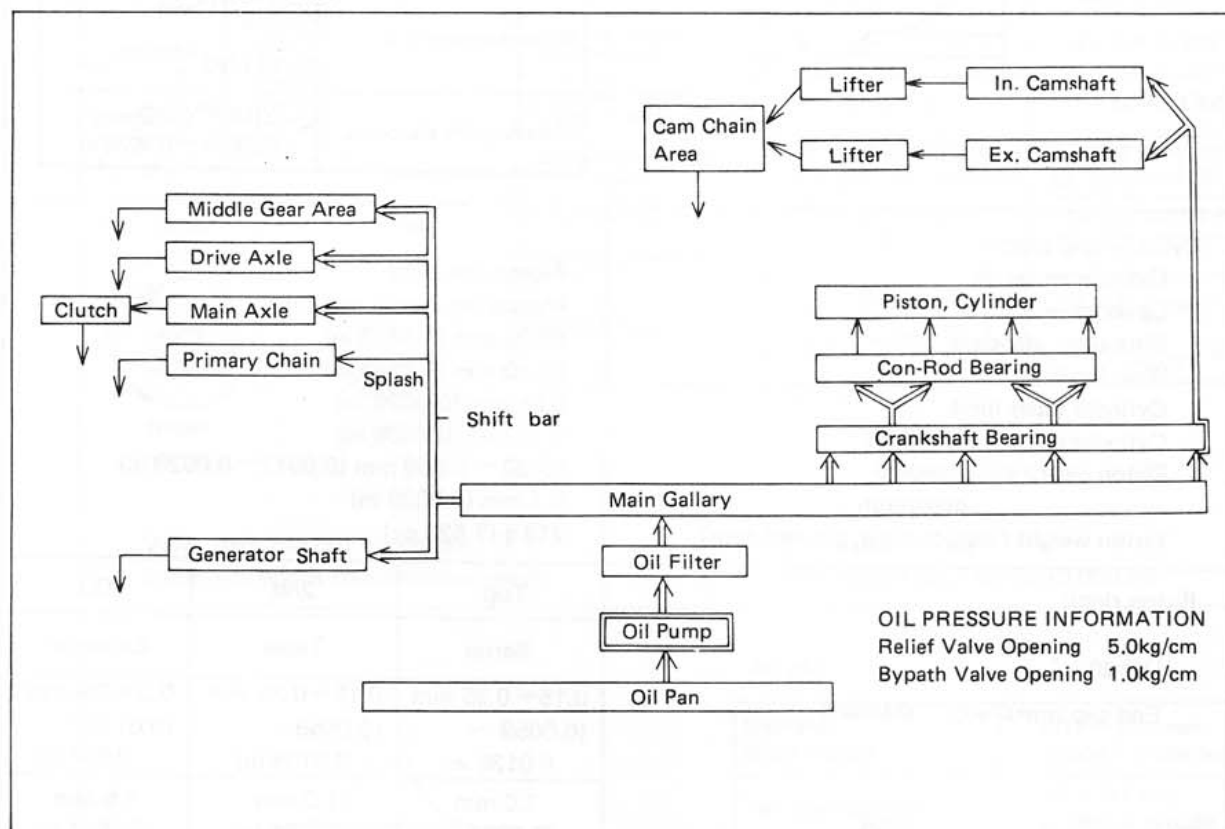 Lifter
In. Camshaft
Cam Chain
Area
Lifter
Ex. Camshaft
Middle Gear Area
Drive Axle
Clutch
Main Axle
Piston, Cylinder
Primary Chain
Splash
Con-Rod Bearing
Shift bar
Crankshaft Bearing
Main Gallary
Generator Shaft
Oil Filter
Oil Pump
OIL PRESSURE INFORMATION
Relief Valve Opening 5.0kg/cm
Bypath Valve Opening 1.0kg/cm
Oil Pan